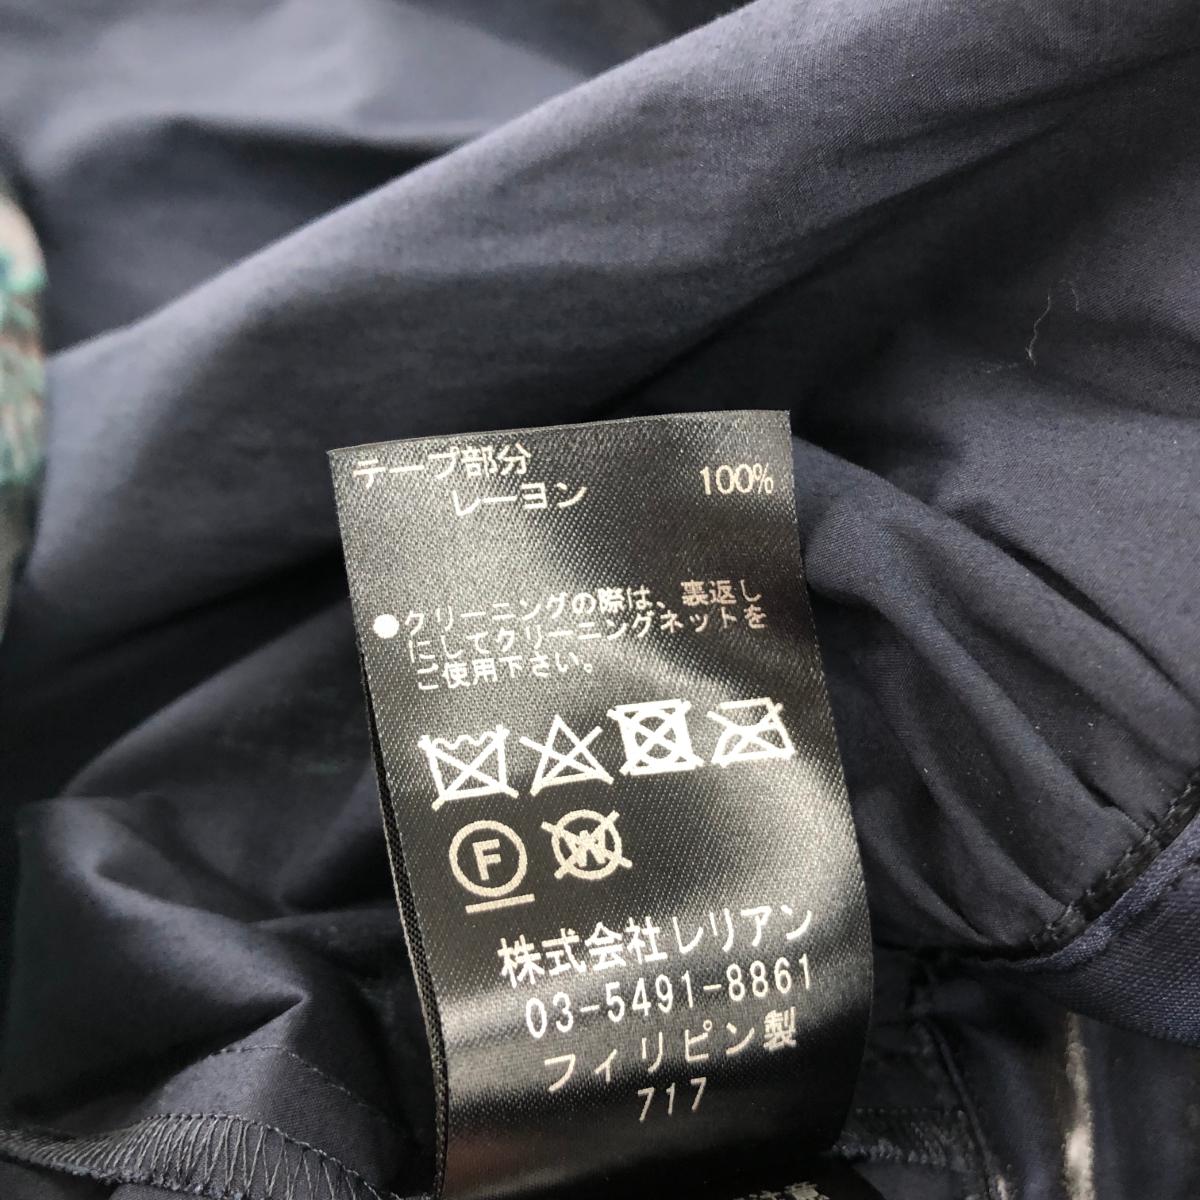 テープ部分
レーヨン 100%
●クリーニングの際は、裏返し
にしてクリーニングネットを
ご使用下さい。
F W
株式会社レリアン
03-5491-8861
フィリピン製
717
注意